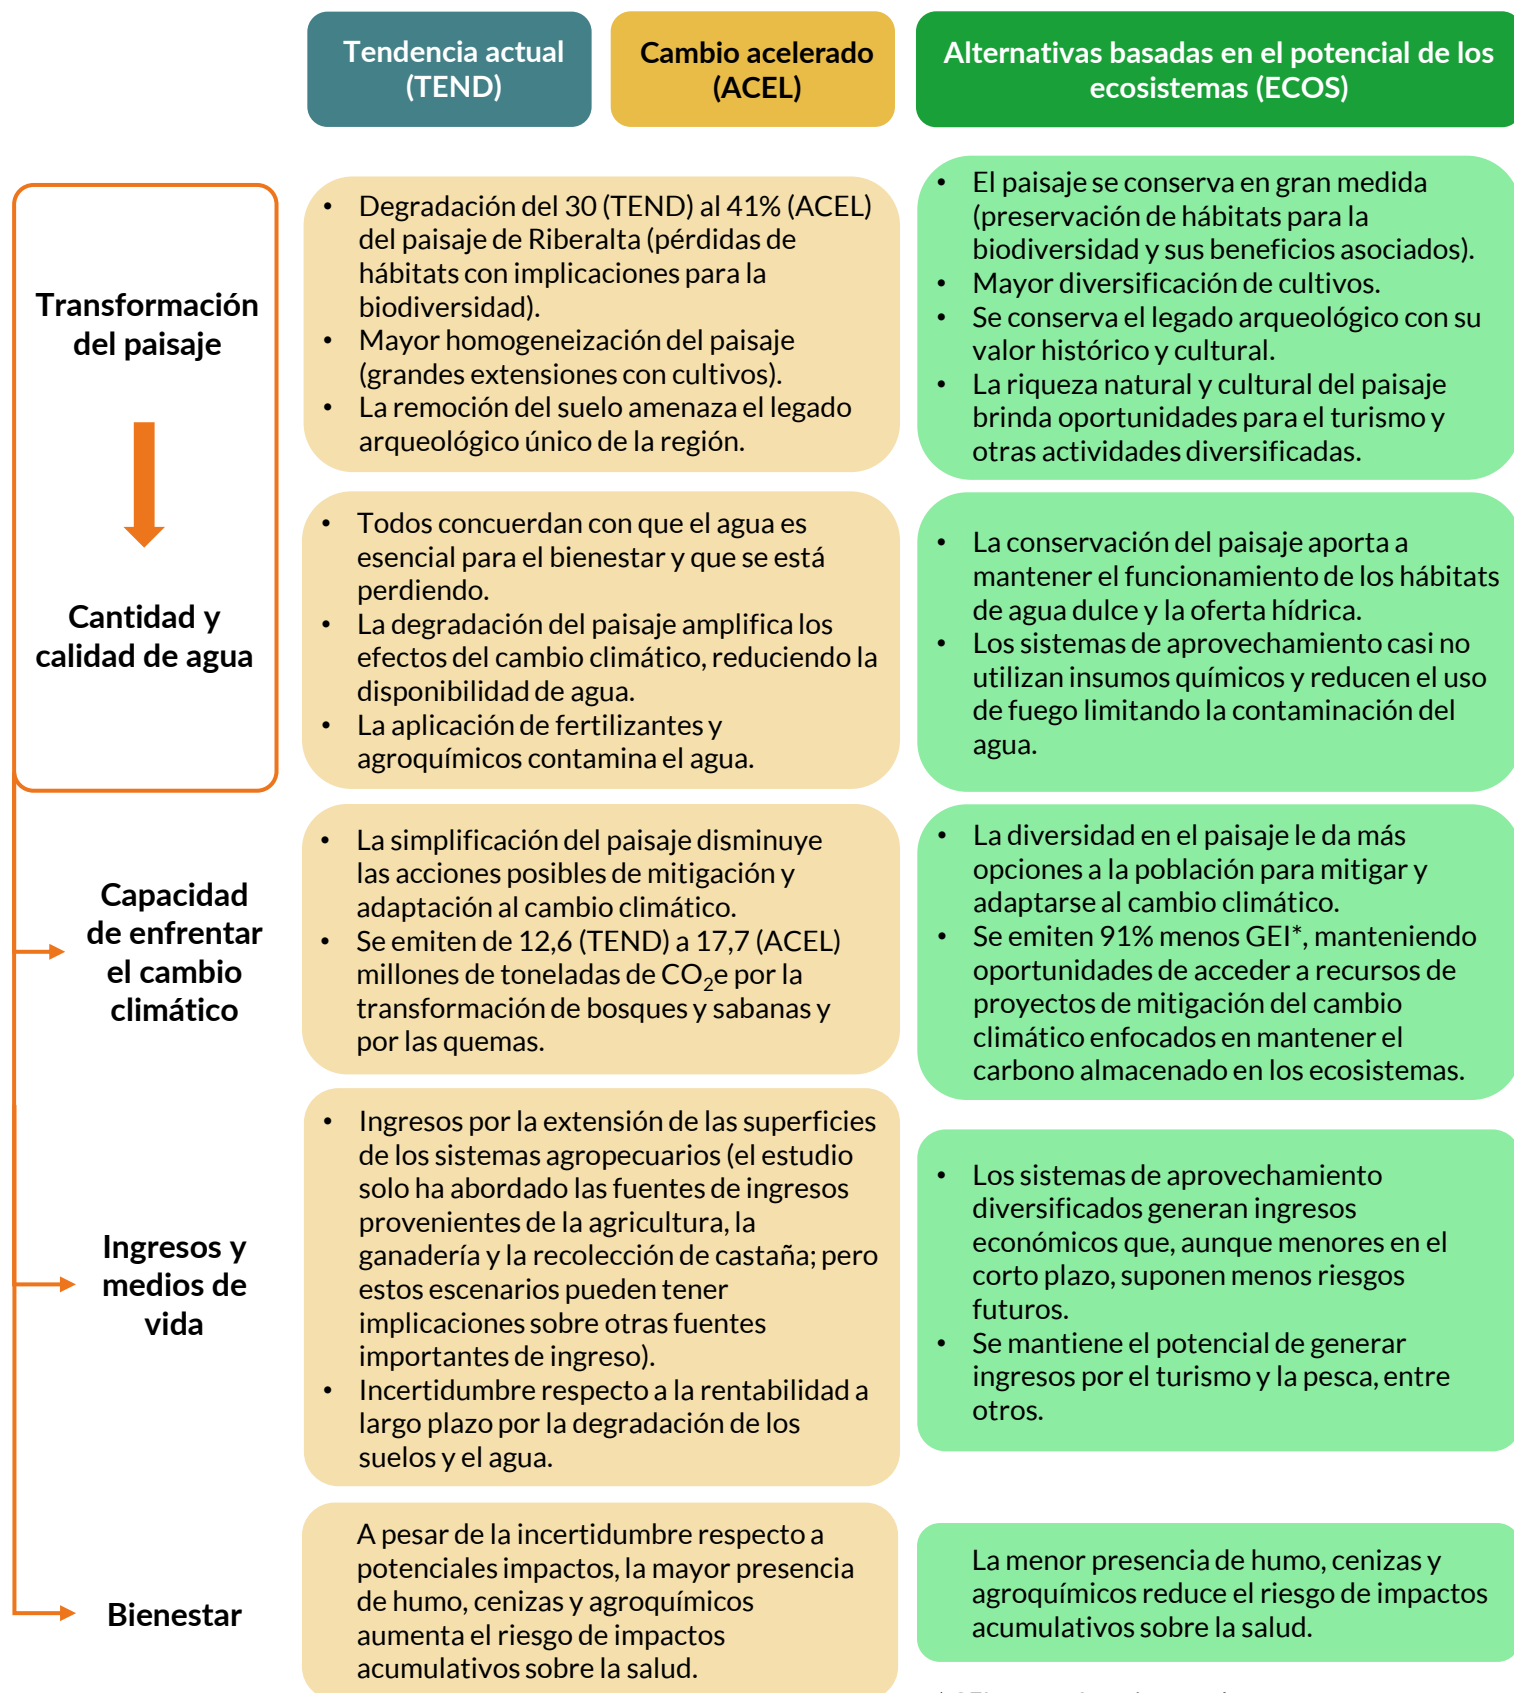 Tendencia actual
(TEND)
Cambio acelerado
(ACEL)
Alternativas basadas en el potencial de los
ecosistemas (ECOS)
Transformación
del paisaje
• Degradación del 30 (TEND) al 41% (ACEL)
del paisaje de Riberalta (pérdidas de
hábitats con implicaciones para la
biodiversidad).
• Mayor homogeneización del paisaje
(grandes extensiones con cultivos).
• La remoción del suelo amenaza el legado
arqueológico único de la región.
• El paisaje se conserva en gran medida
(preservación de hábitats para la
biodiversidad y sus beneficios asociados).
• Mayor diversificación de cultivos.
• Se conserva el legado arqueológico con su
valor histórico y cultural.
• La riqueza natural y cultural del paisaje
brinda oportunidades para el turismo y
otras actividades diversificadas.
Cantidad y
calidad de agua
• Todos concuerdan con que el agua es
esencial para el bienestar y que se está
perdiendo.
• La degradación del paisaje amplifica los
efectos del cambio climático, reduciendo la
disponibilidad de agua.
• La aplicación de fertilizantes y
agroquímicos contamina el agua.
• La conservación del paisaje aporta a
mantener el funcionamiento de los hábitats
de agua dulce y la oferta hídrica.
• Los sistemas de aprovechamiento casi no
utilizan insumos químicos y reducen el uso
de fuego limitando la contaminación del
agua.
Capacidad
de enfrentar
el cambio
climático
• La simplificación del paisaje disminuye
las acciones posibles de mitigación y
adaptación al cambio climático.
• Se emiten de 12,6 (TEND) a 17,7 (ACEL)
millones de toneladas de CO₂e por la
transformación de bosques y sabanas y
por las quemas.
• La diversidad en el paisaje le da más
opciones a la población para mitigar y
adaptarse al cambio climático.
• Se emiten 91% menos GEI*, manteniendo
oportunidades de acceder a recursos de
proyectos de mitigación del cambio
climático enfocados en mantener el
carbono almacenado en los ecosistemas.
Ingresos y
medios de
vida
• Ingresos por la extensión de las superficies
de los sistemas agropecuarios (el estudio
solo ha abordado las fuentes de ingresos
provenientes de la agricultura, la
ganadería y la recolección de castaña; pero
estos escenarios pueden tener
implicaciones sobre otras fuentes
importantes de ingreso).
• Incertidumbre respecto a la rentabilidad a
largo plazo por la degradación de los
suelos y el agua.
• Los sistemas de aprovechamiento
diversificados generan ingresos
económicos que, aunque menores en el
corto plazo, suponen menos riesgos
futuros.
• Se mantiene el potencial de generar
ingresos por el turismo y la pesca, entre
otros.
Bienestar
A pesar de la incertidumbre respecto a
potenciales impactos, la mayor presencia
de humo, cenizas y agroquímicos
aumenta el riesgo de impactos
acumulativos sobre la salud.
La menor presencia de humo, cenizas y
agroquímicos reduce el riesgo de impactos
acumulativos sobre la salud.